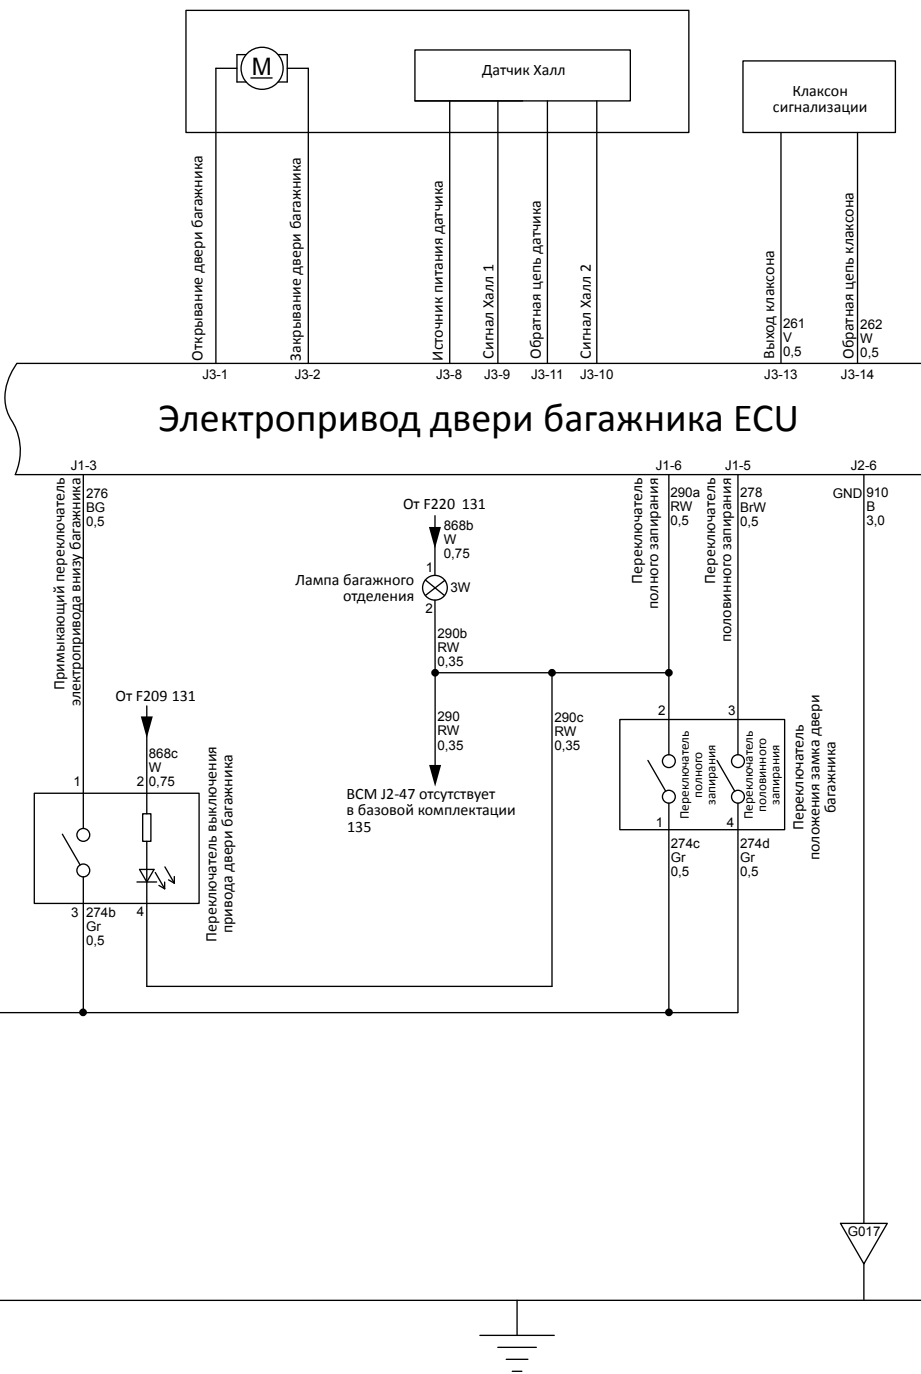 M
Датчик Халл
Клаксон
сигнализации
Открывание двери багажника
Закрывание двери багажника
Источник питания датчика
Сигнал Халл 1
Обратная цепь датчика
Сигнал Халл 2
Выход клаксона
261
V
0,5
Обратная цепь клаксона
262
W
0,5
J3-1
J3-2
J3-8
J3-9
J3-11
J3-10
J3-13
J3-14
Электропривод двери багажника ECU
J1-3
J1-6
J1-5
J2-6
Примыкающий переключатель
электропривода внизу багажника
276
BG
0,5
От F220 131
868b
W
0,75
1
Лампа багажного
отделения
3W
2
290b
RW
0,35
Переключатель
полного запирания
290a
RW
0,5
Переключатель
половинного запирания
278
BrW
0,5
GND
910
B
3,0
От F209 131
868c
W
0,75
290
RW
0,35
290c
RW
0,35
BCM J2-47 отсутствует
в базовой комплектации
135
1
2
3
4
Переключатель выключения
привода двери багажника
274b
Gr
0,5
2
3
Переключатель
полного
запирания
Переключатель
половинного
запирания
1
4
Переключатель
положения замка двери
багажника
274c
Gr
0,5
274d
Gr
0,5
G017